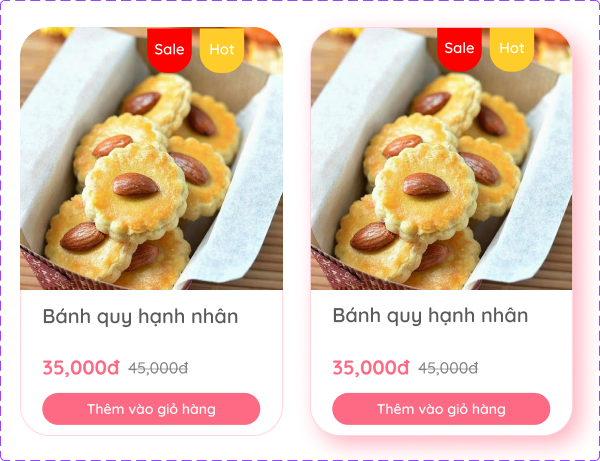 Sale Hot
Bánh quy hạnh nhân
35,000đ 45,000đ
Thêm vào giỏ hàng
Sale Hot
Bánh quy hạnh nhân
35,000đ 45,000đ
Thêm vào giỏ hàng